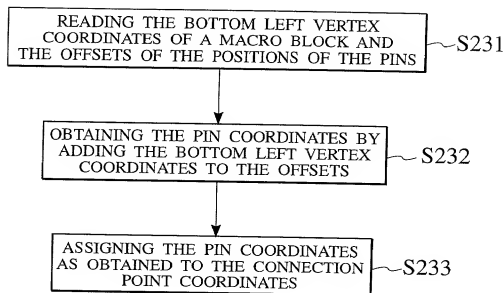 READING THE BOTTOM LEFT VERTEX
COORDINATES OF A MACRO BLOCK AND
THE OFFSETS OF THE POSITIONS OF THE PINS
S231
OBTAINING THE PIN COORDINATES BY
ADDING THE BOTTOM LEFT VERTEX
COORDINATES TO THE OFFSETS
S232
ASSIGNING THE PIN COORDINATES
AS OBTAINED TO THE CONNECTION
POINT COORDINATES
S233